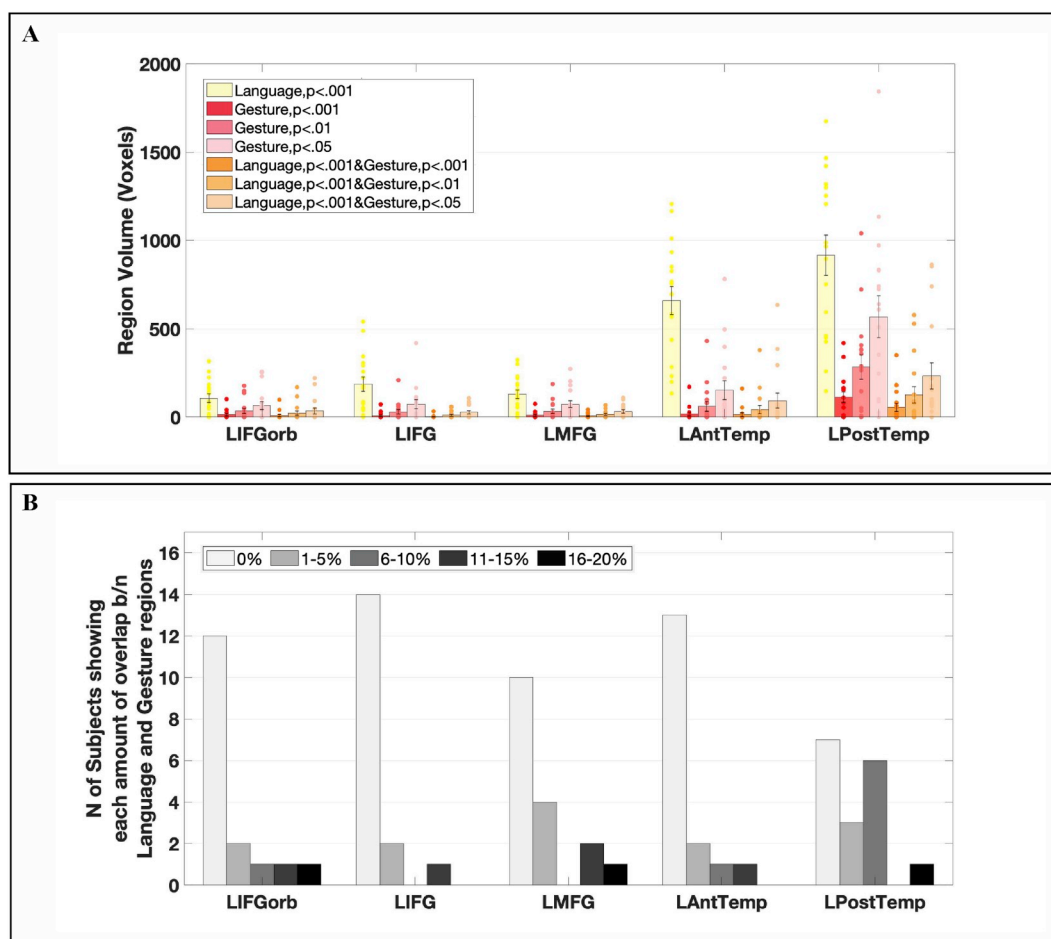 A
Region Volume (Voxels)
2000
1500
1000
500
0
Language,p<.001
Gesture,p<.001
Gesture,p<.01
Gesture,p<.05
Language,p<.001&Gesture,p<.001
Language,p<.001&Gesture,p<.01
Language,p<.001&Gesture,p<.05
LIFGorb LIFG LMFG LAntTemp LPostTemp
B
N of Subjects showing
each amount of overlap b/n
Language and Gesture regions
16
14
12
10
8
6
4
2
0
0% 1-5% 6-10% 11-15% 16-20%
LIFGorb LIFG LMFG LAntTemp LPostTemp